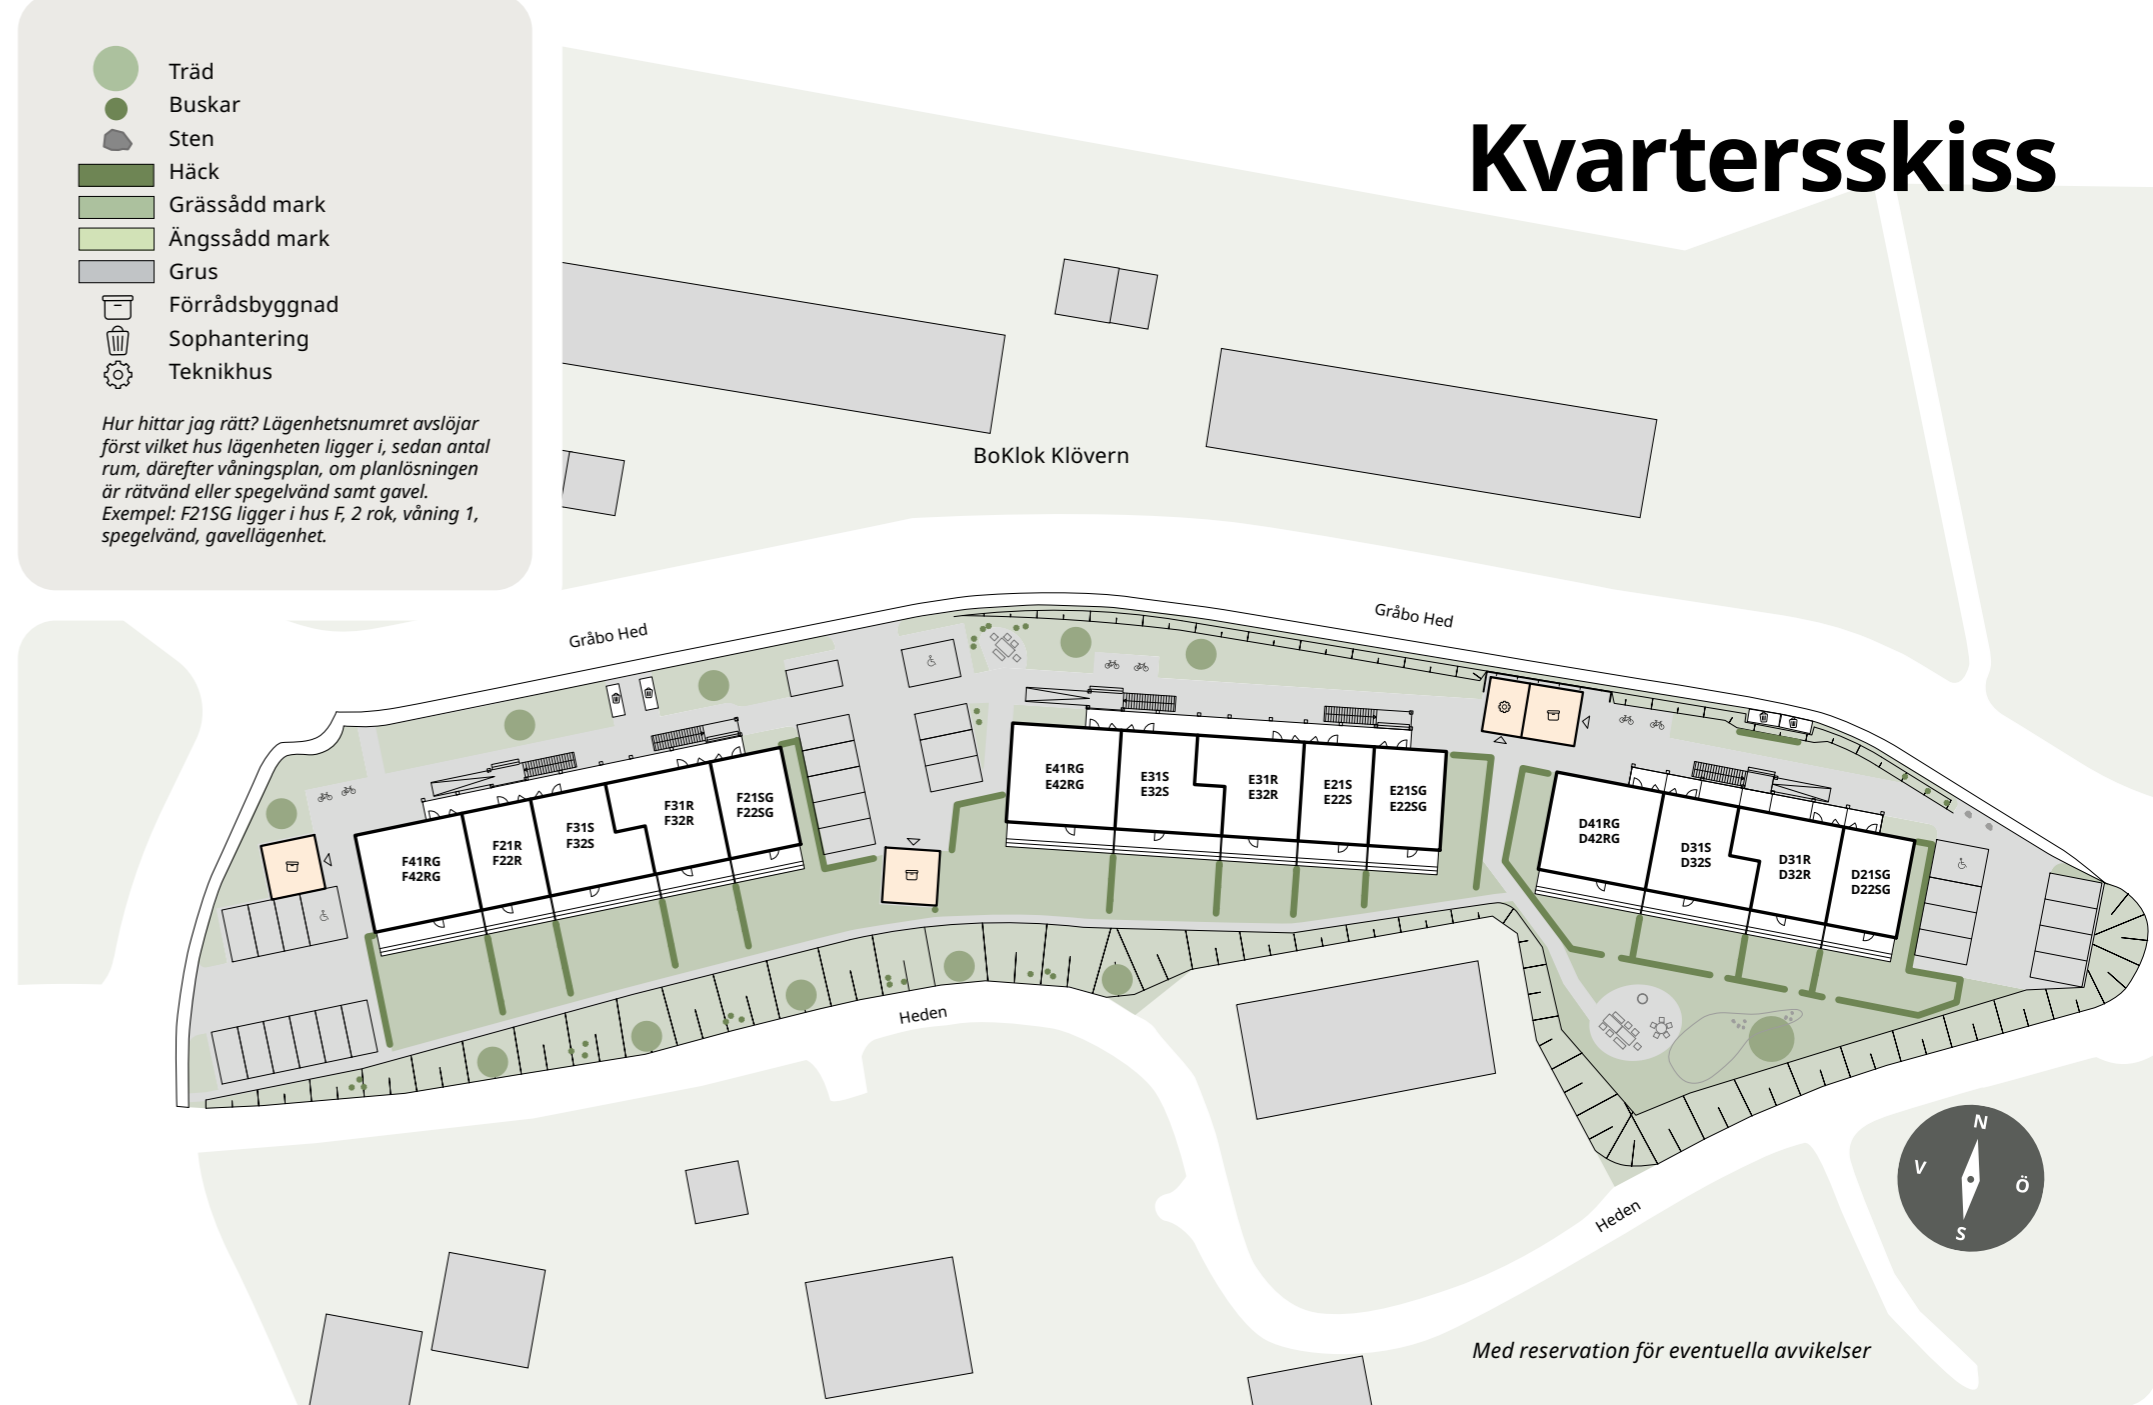 Kvartersskiss
Träd
Buskar
Sten
Häck
Grässådd mark
Ängssådd mark
Grus
Förrådsbyggnad
Sophantering
Teknikhus
Hur hittar jag rätt? Lägenhetsnumret avslöjar
först vilket hus lägenheten ligger i, sedan antal
rum, därefter våningsplan, om planlösningen
är rätvänd eller spegelvänd samt gavel.
Exempel: F21SG ligger i hus F, 2 rok, våning 1,
spegelvänd, gavellägenhet.
BoKlok Klövern
Gråbo Hed
Gråbo Hed
F41RG
F42RG
F21R
F22R
F31S
F32S
F31R
F32R
F21SG
F22SG
E41RG
E42RG
E31S
E32S
E31R
E32R
E21S
E22S
E21SG
E22SG
D41RG
D42RG
D31S
D32S
D31R
D32R
D21SG
D22SG
Heden
Heden
N
V
Ö
S
Med reservation för eventuella avvikelser